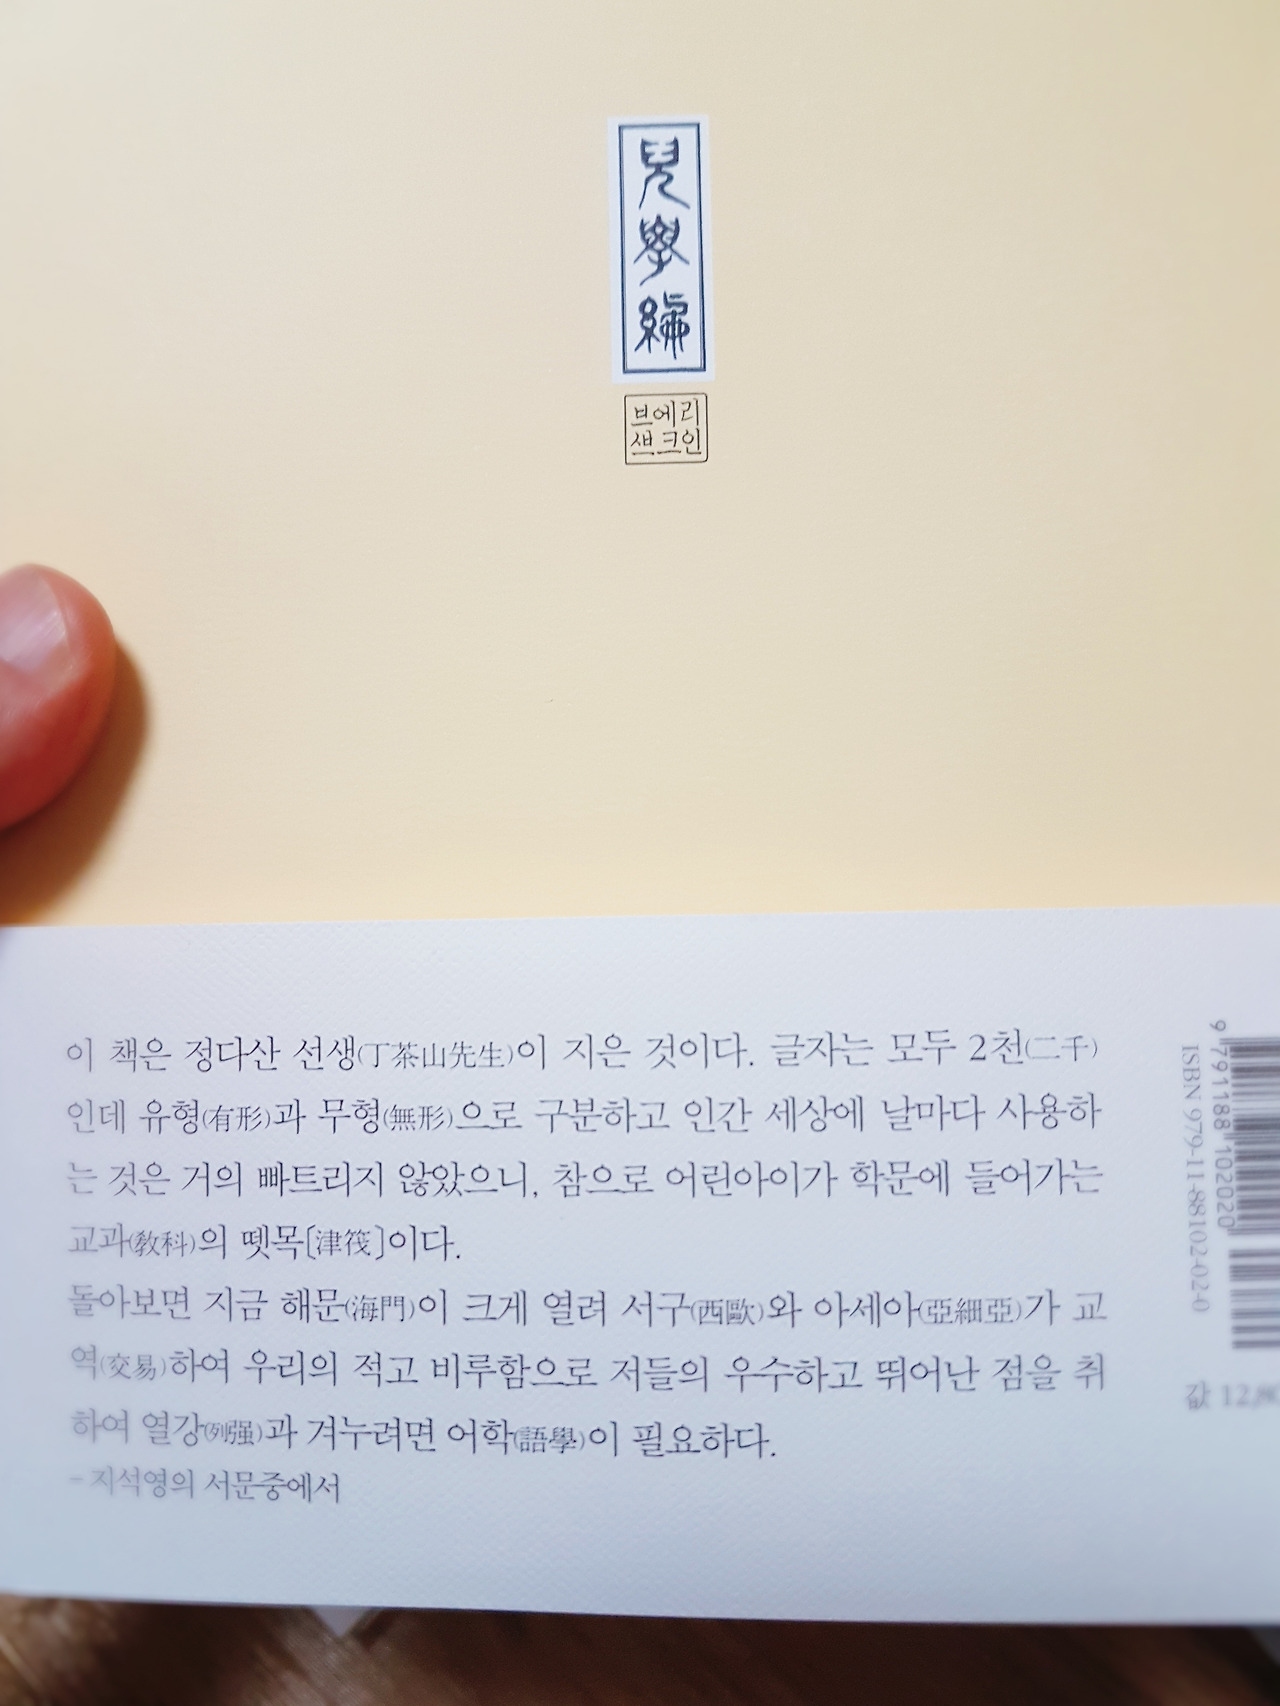 兒學編
브에리
샏크인
이 책은 정다산 선생(丁茶山先生)이 지은 것이다. 글자는 모두 2천(二千)
인데 유형(有形)과 무형(無形)으로 구분하고 인간 세상에 날마다 사용하
는 것은 거의 빠트리지 않았으니, 참으로 어린아이가 학문에 들어가는
교과(敎科)의 뗏목[津筏]이다.
돌아보면 지금 해문(海門)이 크게 열려 서구(西歐)와 아세아(亞細亞)가 교
역(交易)하여 우리의 적고 비루함으로 저들의 우수하고 뛰어난 점을 취
하여 열강(列强)과 겨누려면 어학(語學)이 필요하다.
- 지석영의 서문중에서
9 791188 102020
ISBN 979-11-88102-02-0
값